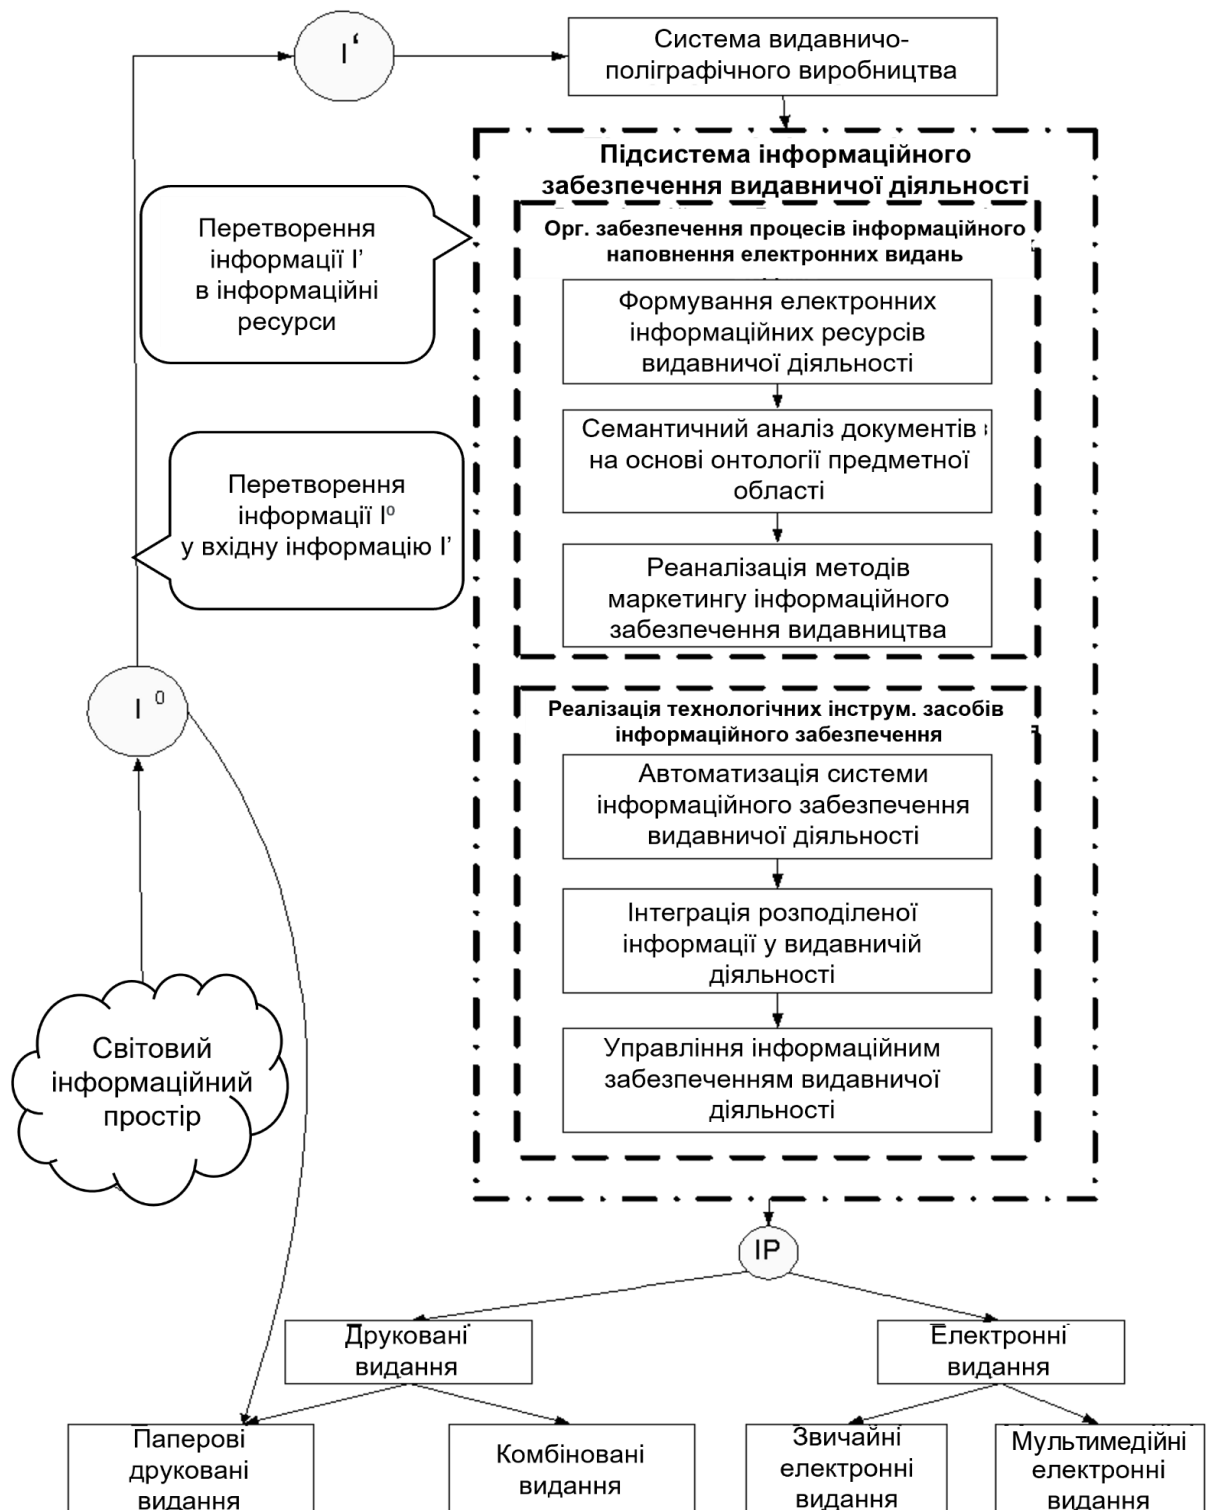 I‘
Система видавничо-
поліграфічного виробництва
Підсистема інформаційного
забезпечення видавничої діяльності
Перетворення
інформації І’
в інформаційні
ресурси
Орг. забезпечення процесів інформаційного
наповнення електронних видань
Формування електронних
інформаційних ресурсів
видавничої діяльності
Семантичний аналіз документів
на основі онтології предметної
області
Перетворення
інформації І⁰
у вхідну інформацію І’
Реаналізація методів
маркетингу інформаційного
забезпечення видавництва
I 0
Реалізація технологічних інструм. засобів
інформаційного забезпечення
Автоматизація системи
інформаційного забезпечення
видавничої діяльності
Інтеграція розподіленої
інформації у видавничій
діяльності
Світовий
інформаційний
простір
Управління інформаційним
забезпеченням видавничої
діяльності
ІР
Друковані
видання
Електронні
видання
Паперові
друковані
видання
Комбіновані
видання
Звичайні
електронні
видання
Мультимедійні
електронні
видання